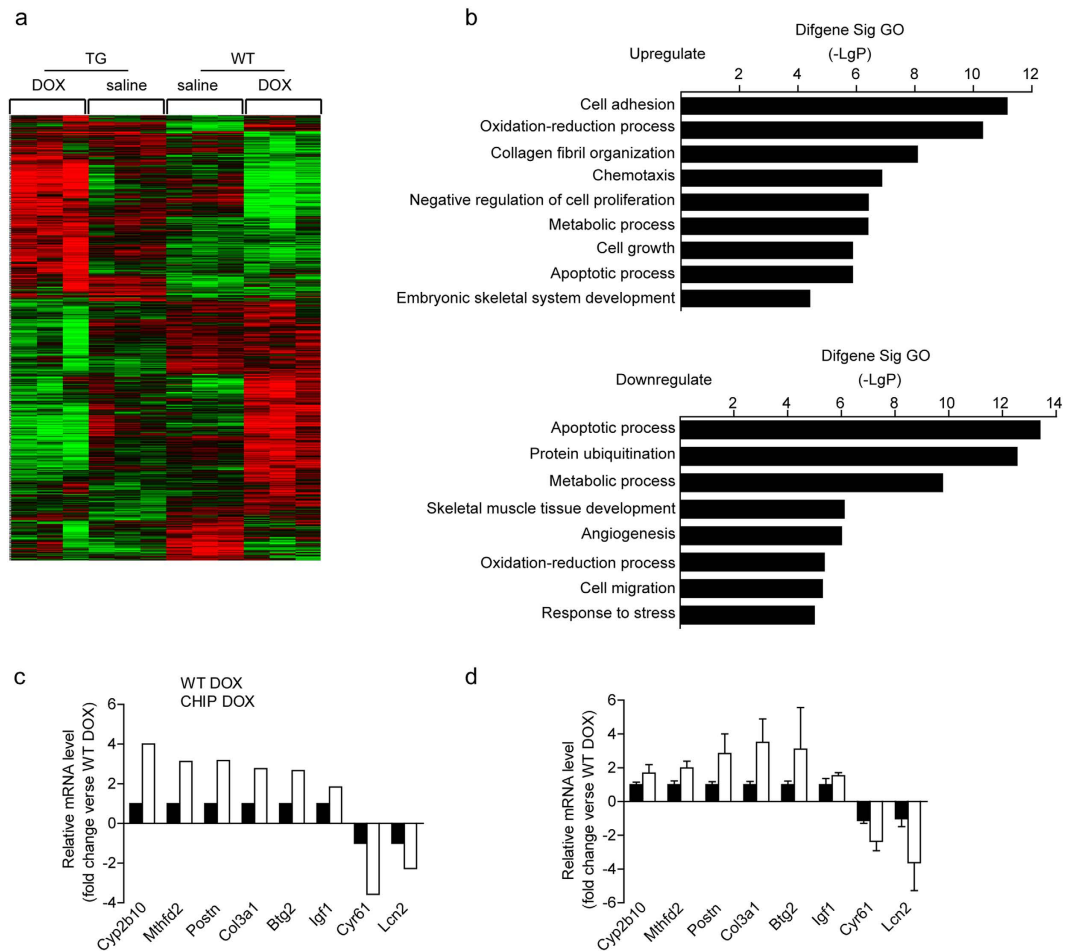 a
TG
WT
DOX
saline
saline
DOX
b
Difgene Sig GO
Upregulate
(-LgP)
2 4 6 8 10 12
Cell adhesion
Oxidation-reduction process
Collagen fibril organization
Chemotaxis
Negative regulation of cell proliferation
Metabolic process
Cell growth
Apoptotic process
Embryonic skeletal system development
Difgene Sig GO
Downregulate
(-LgP)
2 4 6 8 10 12 14
Apoptotic process
Protein ubiquitination
Metabolic process
Skeletal muscle tissue development
Angiogenesis
Oxidation-reduction process
Cell migration
Response to stress
c
WT DOX
CHIP DOX
Relative mRNA level
(fold change verse WT DOX)
6
4
2
0
-2
-4
Cyp2b10
Mthfd2
Postn
Col3a1
Btg2
Igf1
Cyr61
Lcn2
d
Relative mRNA level
(fold change verse WT DOX)
6
4
2
0
-2
-4
-6
Cyp2b10
Mthfd2
Postn
Col3a1
Btg2
Igf1
Cyr61
Lcn2